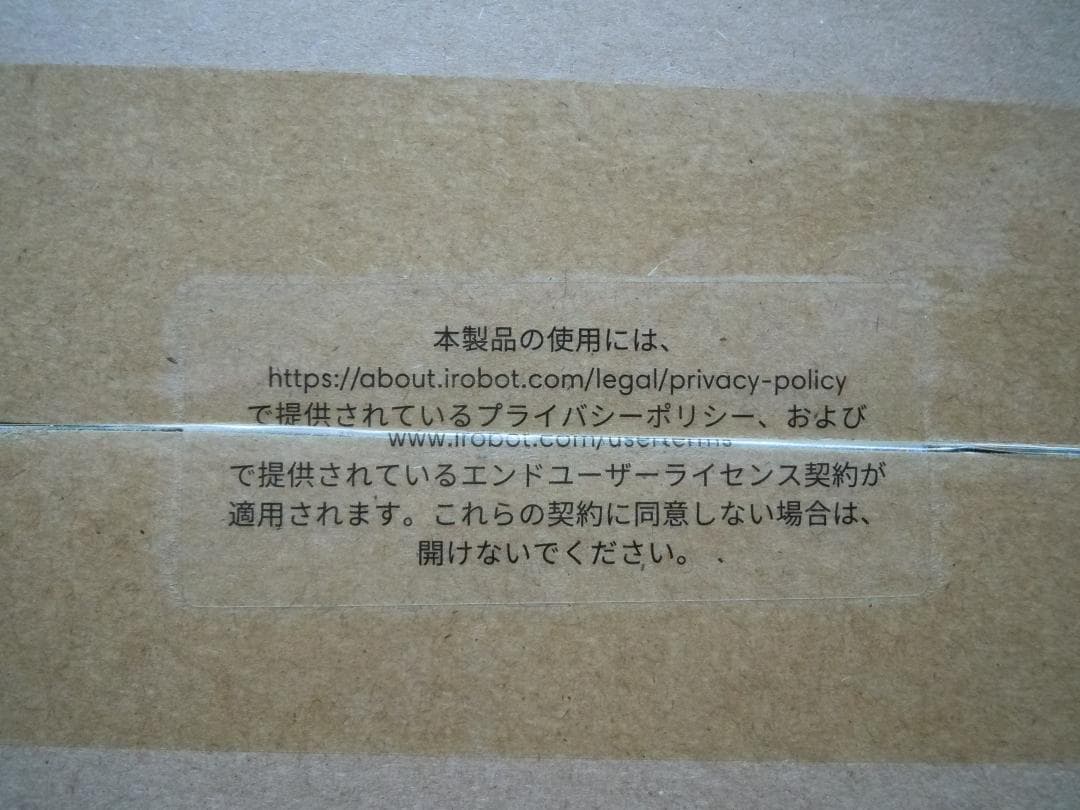 本製品の使用には、
https://about.irobot.com/legal/privacy-policy
で提供されているプライバシーポリシー、および
www.irobot.com/userterms
で提供されているエンドユーザーライセンス契約が
適用されます。これらの契約に同意しない場合は、
開けないでください。